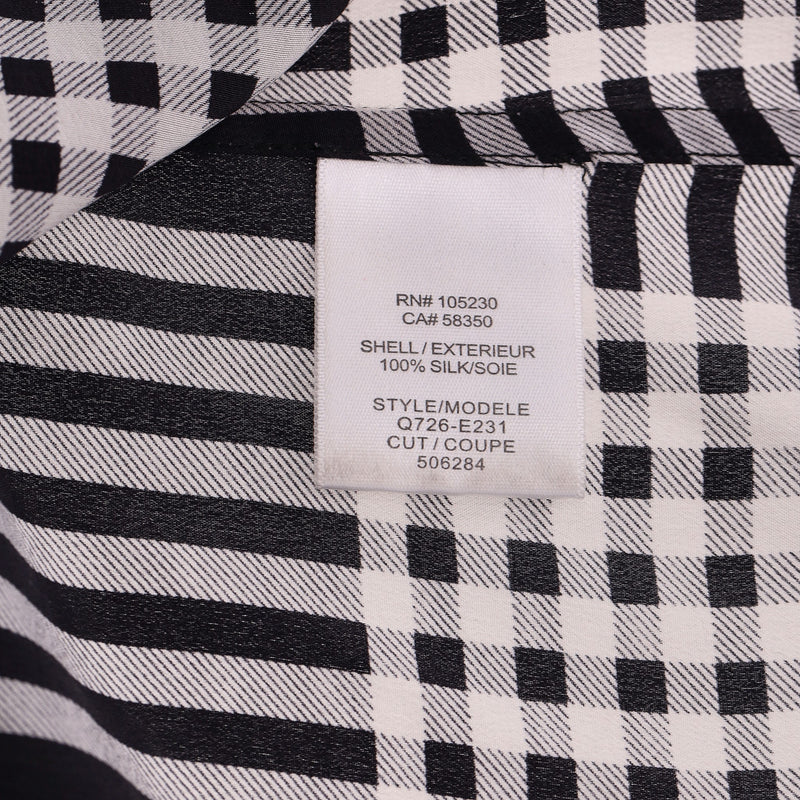 RN# 105230
CA# 58350
SHELL / EXTERIEUR
100% SILK/SOIE
STYLE/MODELE
Q726-E231
CUT / COUPE
506284